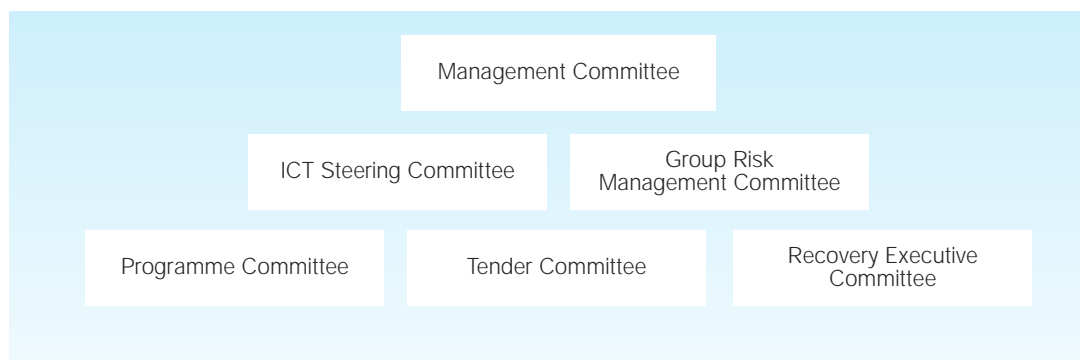 Management Committee
ICT Steering Committee
Group Risk
Management Committee
Programme Committee
Tender Committee
Recovery Executive
Committee